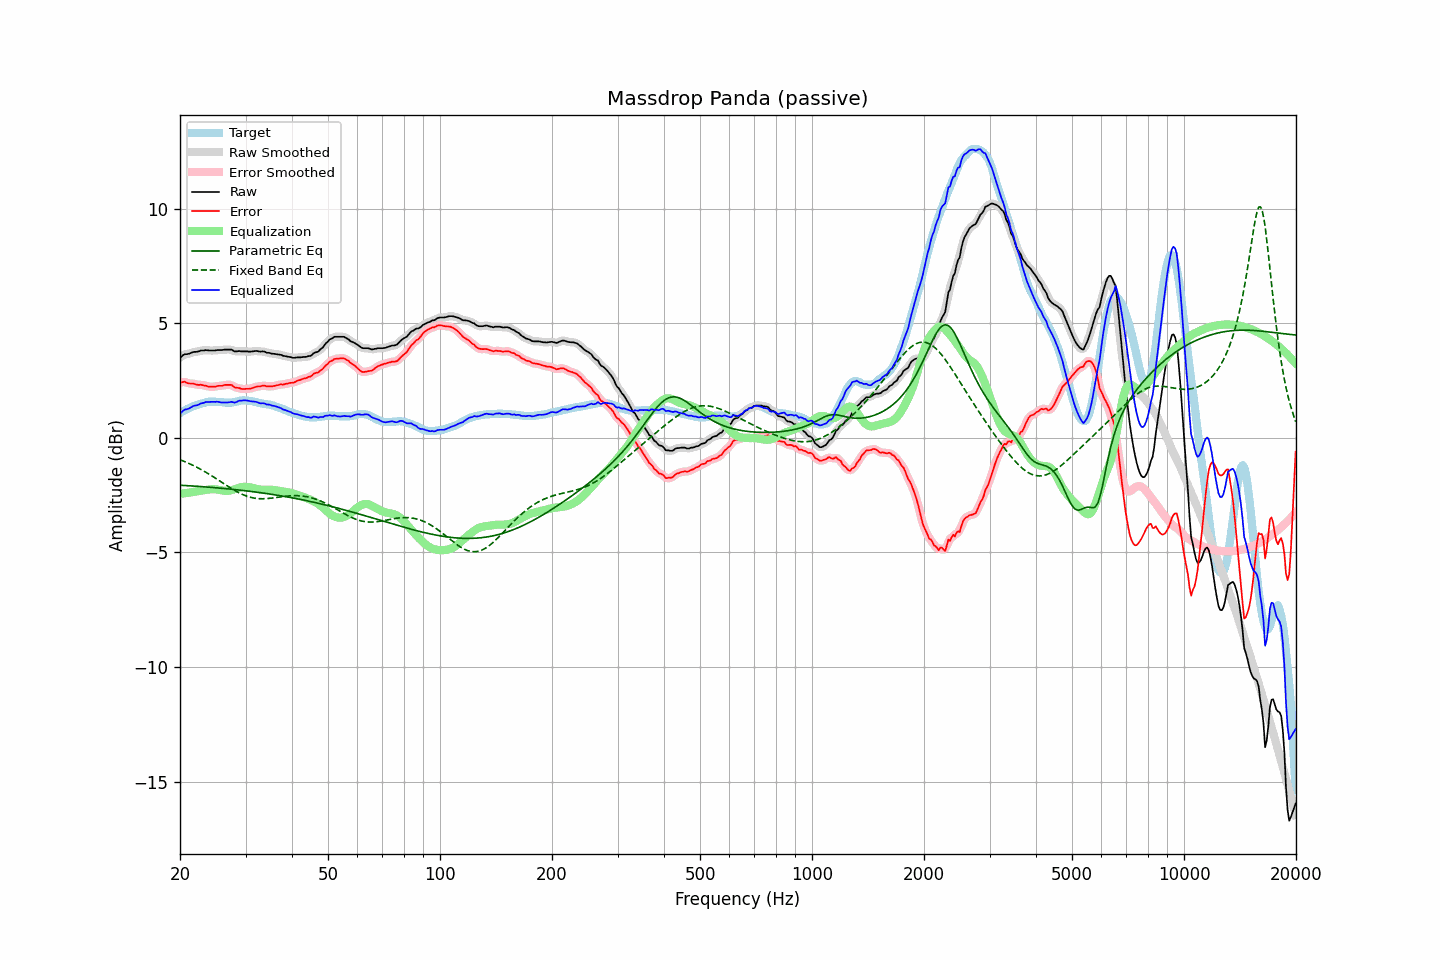 Massdrop Panda (passive)
Target
Raw Smoothed
Error Smoothed
Raw
Error
Equalization
Parametric Eq
Fixed Band Eq
Equalized
Amplitude (dBr)
10
5
0
−5
−10
−15
20 50 100 200 500 1000 2000 5000 10000 20000
Frequency (Hz)